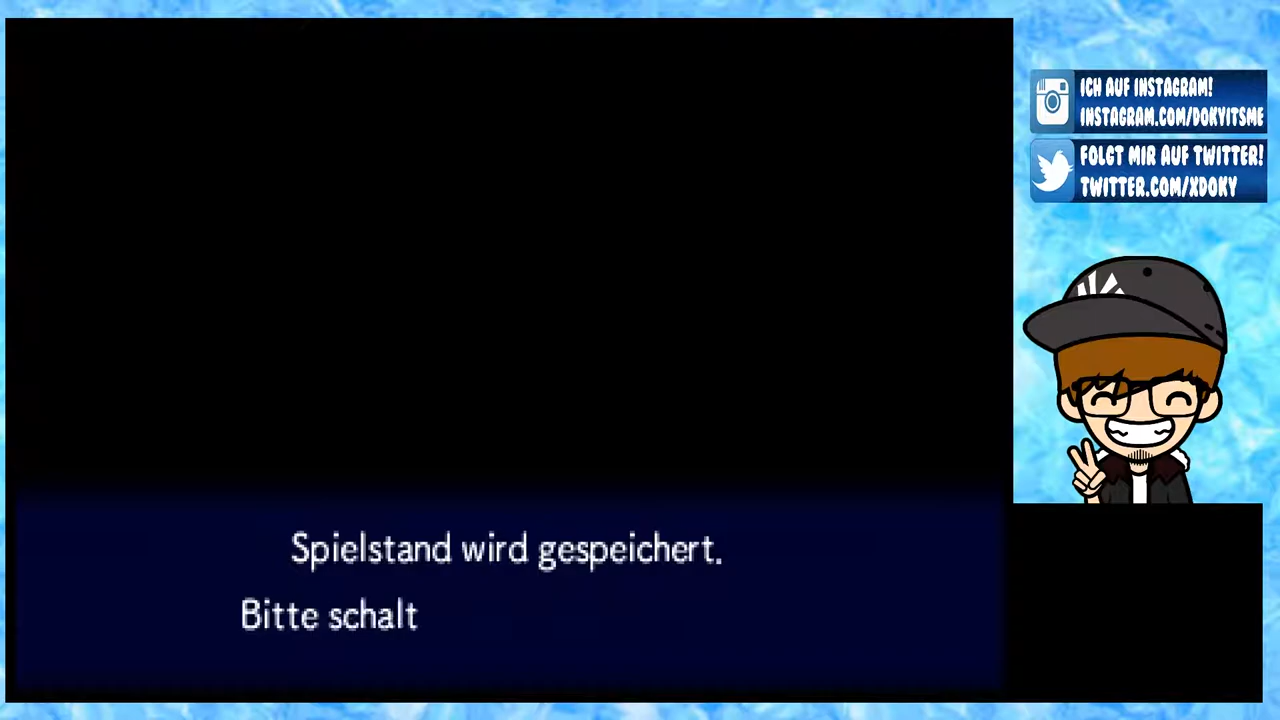 ICH AUF INSTAGRAM!
INSTAGRAM.COM/DOKYITSME
FOLGT MIR AUF TWITTER!
TWITTER.COM/XDOKY
Spielstand wird gespeichert.
Bitte schalt